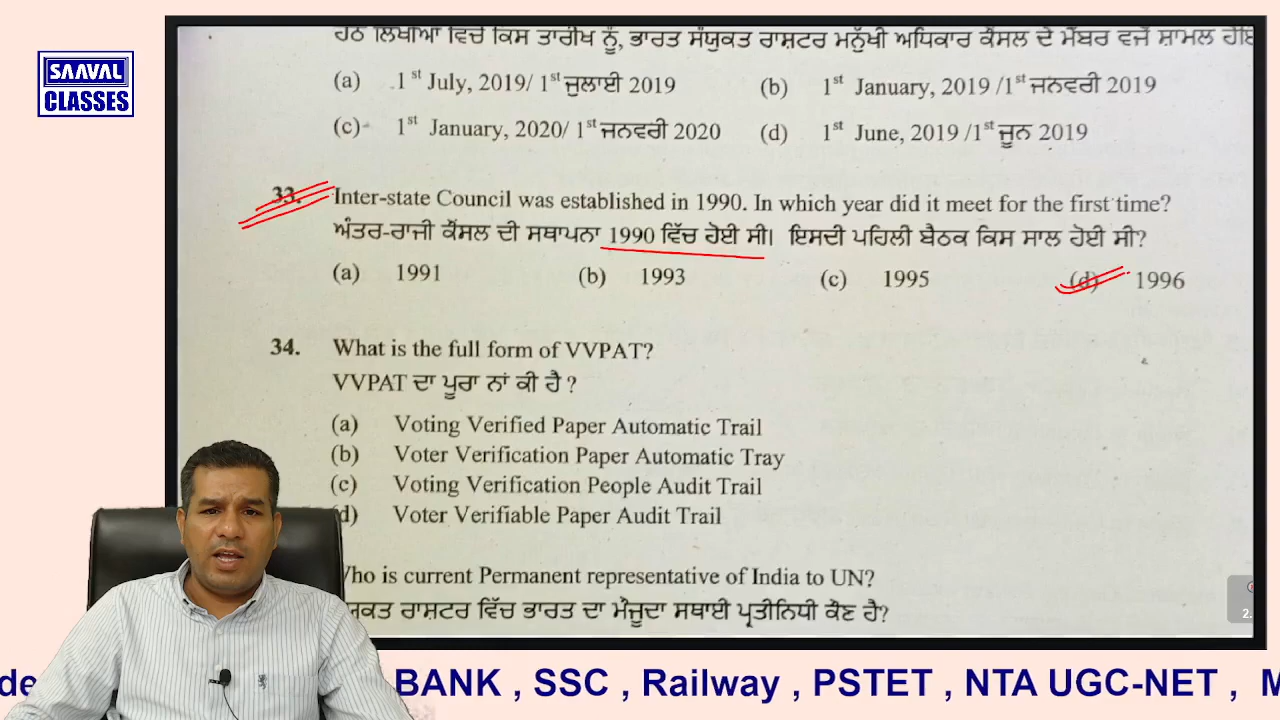 SAAVAL
CLASSES
ਹੇਠ ਲਿਖੀਆਂ ਵਿਚੋਂ ਕਿਸ ਤਾਰੀਖ ਨੂੰ, ਭਾਰਤ ਸੰਯੁਕਤ ਰਾਸ਼ਟਰ ਮਨੁੱਖੀ ਅਧਿਕਾਰ ਕੌਂਸਲ ਦੇ ਮੈਂਬਰ ਵਜੋਂ ਸ਼ਾਮਲ
(a) 1st July, 2019/ 1st ਜੁਲਾਈ 2019 (b) 1st January, 2019 /1st ਜਨਵਰੀ 2019
(c) 1st January, 2020/ 1st ਜਨਵਰੀ 2020 (d) 1st June, 2019 /1st ਜੂਨ 2019
33. Inter-state Council was established in 1990. In which year did it meet for the first time?
ਅੰਤਰ-ਰਾਜੀ ਕੌਂਸਲ ਦੀ ਸਥਾਪਨਾ 1990 ਵਿੱਚ ਹੋਈ ਸੀ। ਇਸਦੀ ਪਹਿਲੀ ਬੈਠਕ ਕਿਸ ਸਾਲ ਹੋਈ ਸੀ?
(a) 1991 (b) 1993 (c) 1995 (d) 1996
34. What is the full form of VVPAT?
VVPAT ਦਾ ਪੂਰਾ ਨਾਂ ਕੀ ਹੈ ?
(a) Voting Verified Paper Automatic Trail
(b) Voter Verification Paper Automatic Tray
(c) Voting Verification People Audit Trail
(d) Voter Verifiable Paper Audit Trail
Who is current Permanent representative of India to UN?
ਰਾਸ਼ਟਰ ਵਿੱਚ ਭਾਰਤ ਦਾ ਮੌਜੂਦਾ ਸਥਾਈ ਪ੍ਰਤੀਨਿਧੀ ਕੌਣ ਹੈ?
BANK , SSC , Railway , PSTET , NTA UGC-NET ,